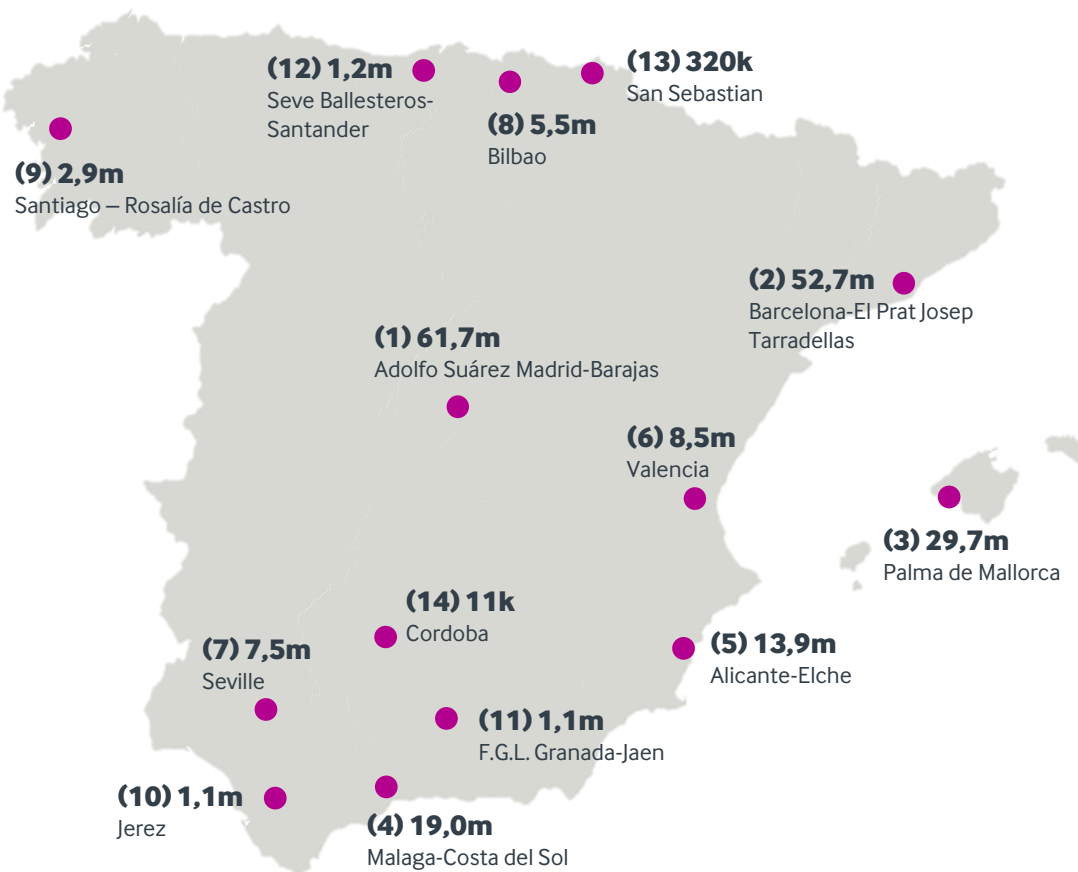 (12) 1,2m
Seve Ballesteros-
Santander
(13) 320k
San Sebastian
(8) 5,5m
Bilbao
(9) 2,9m
Santiago – Rosalía de Castro
(2) 52,7m
Barcelona-El Prat Josep
Tarradellas
(1) 61,7m
Adolfo Suárez Madrid-Barajas
(6) 8,5m
Valencia
(3) 29,7m
Palma de Mallorca
(14) 11k
Cordoba
(7) 7,5m
Seville
(5) 13,9m
Alicante-Elche
(11) 1,1m
F.G.L. Granada-Jaen
(10) 1,1m
Jerez
(4) 19,0m
Malaga-Costa del Sol